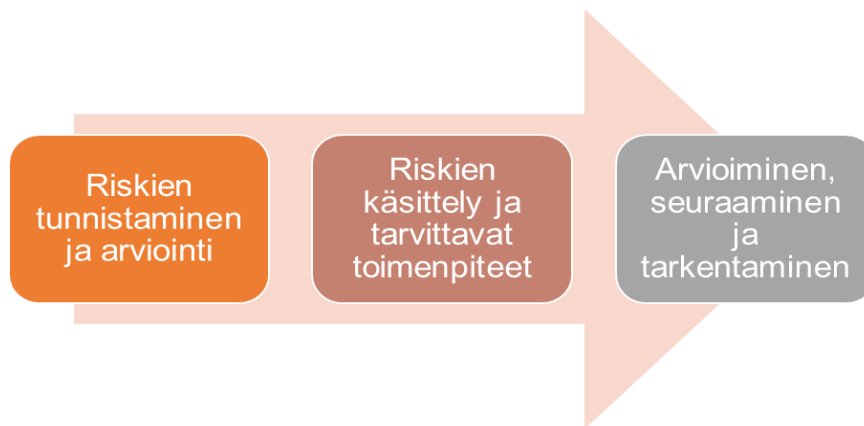 Riskien
tunnistaminen
ja arviointi
Riskien
käsittely ja
tarvittavat
toimenpiteet
Arvioiminen,
seuraaminen
ja
tarkentaminen